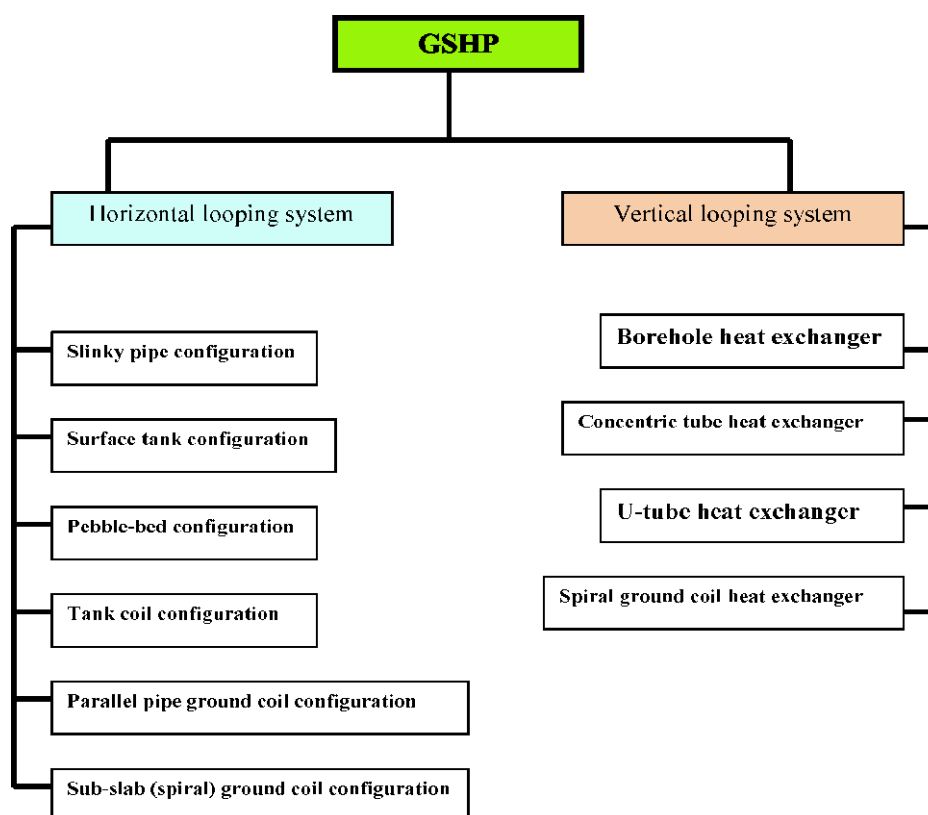 GSHP
Horizontal looping system
Vertical looping system
Slinky pipe configuration
Surface tank configuration
Pebble-bed configuration
Tank coil configuration
Parallel pipe ground coil configuration
Sub-slab (spiral) ground coil configuration
Borehole heat exchanger
Concentric tube heat exchanger
U-tube heat exchanger
Spiral ground coil heat exchanger